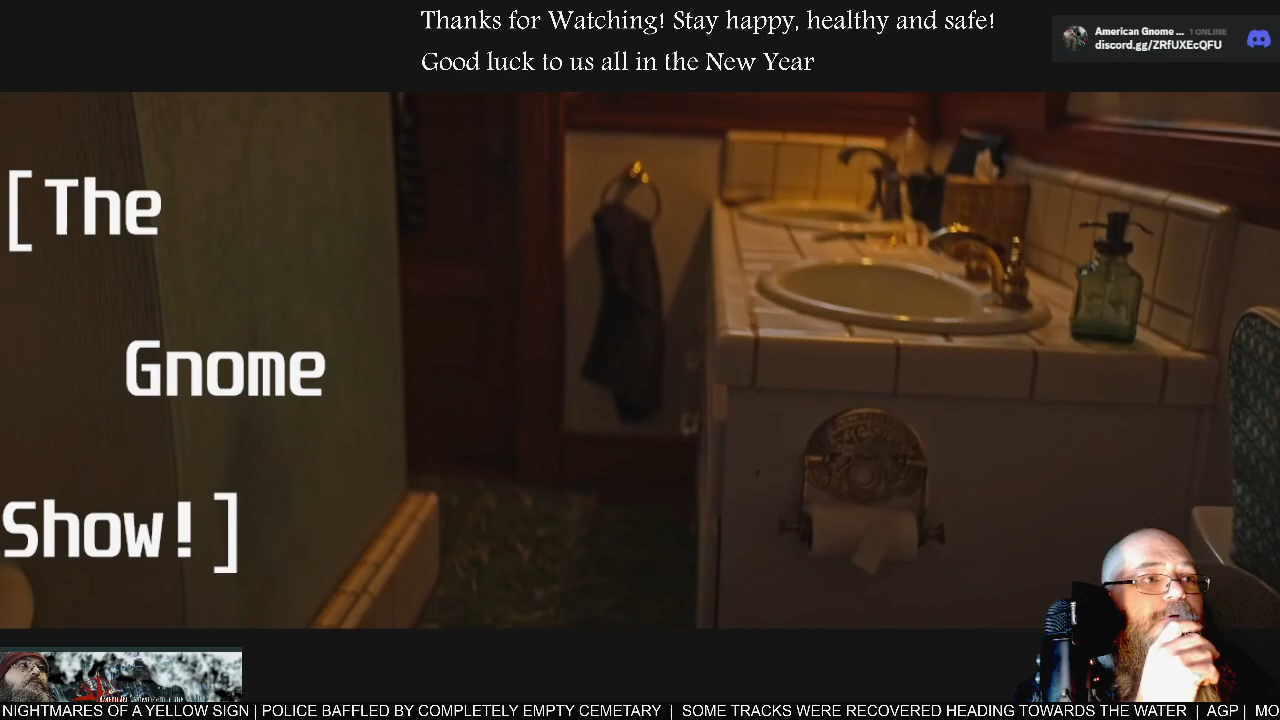 Thanks for Watching! Stay happy, healthy and safe!
Good luck to us all in the New Year
American Gnome ... 1 ONLINE
discord.gg/ZRfUXEcQFU
[The
Gnome
Show!]
NIGHTMARES OF A YELLOW SIGN | POLICE BAFFLED BY COMPLETELY EMPTY CEMETARY | SOME TRACKS WERE RECOVERED HEADING TOWARDS THE WATER | AGP | MO